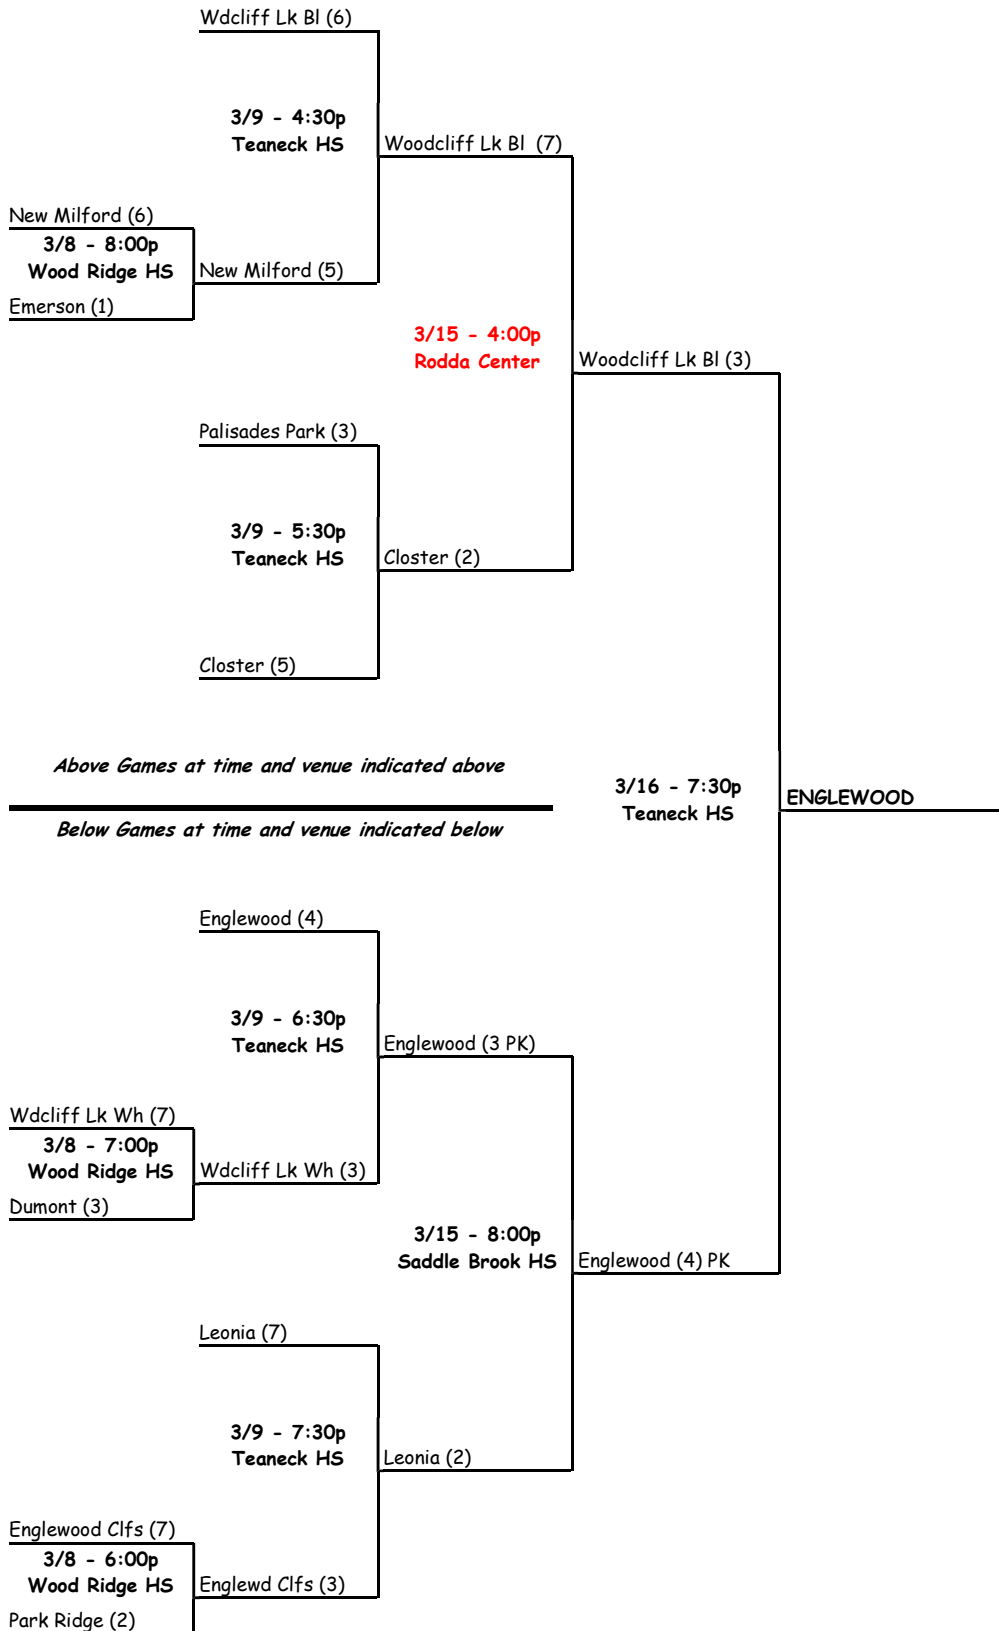 Wdcliff Lk Bl (6)
3/9 - 4:30p
Teaneck HS
Woodcliff Lk Bl  (7)
New Milford (6)
3/8 - 8:00p
Wood Ridge HS
New Milford (5)
Emerson (1)
3/15 - 4:00p
Rodda Center
Woodcliff Lk Bl (3)
Palisades Park (3)
3/9 - 5:30p
Teaneck HS
Closter (2)
Closter (5)
Above Games at time and venue indicated above
3/16 - 7:30p
Teaneck HS
ENGLEWOOD
Below Games at time and venue indicated below
Englewood (4)
3/9 - 6:30p
Teaneck HS
Englewood (3 PK)
Wdcliff Lk Wh (7)
3/8 - 7:00p
Wood Ridge HS
Wdcliff Lk Wh (3)
Dumont (3)
3/15 - 8:00p
Saddle Brook HS
Englewood (4) PK
Leonia (7)
3/9 - 7:30p
Teaneck HS
Leonia (2)
Englewood Clfs (7)
3/8 - 6:00p
Wood Ridge HS
Englewd Clfs (3)
Park Ridge (2)